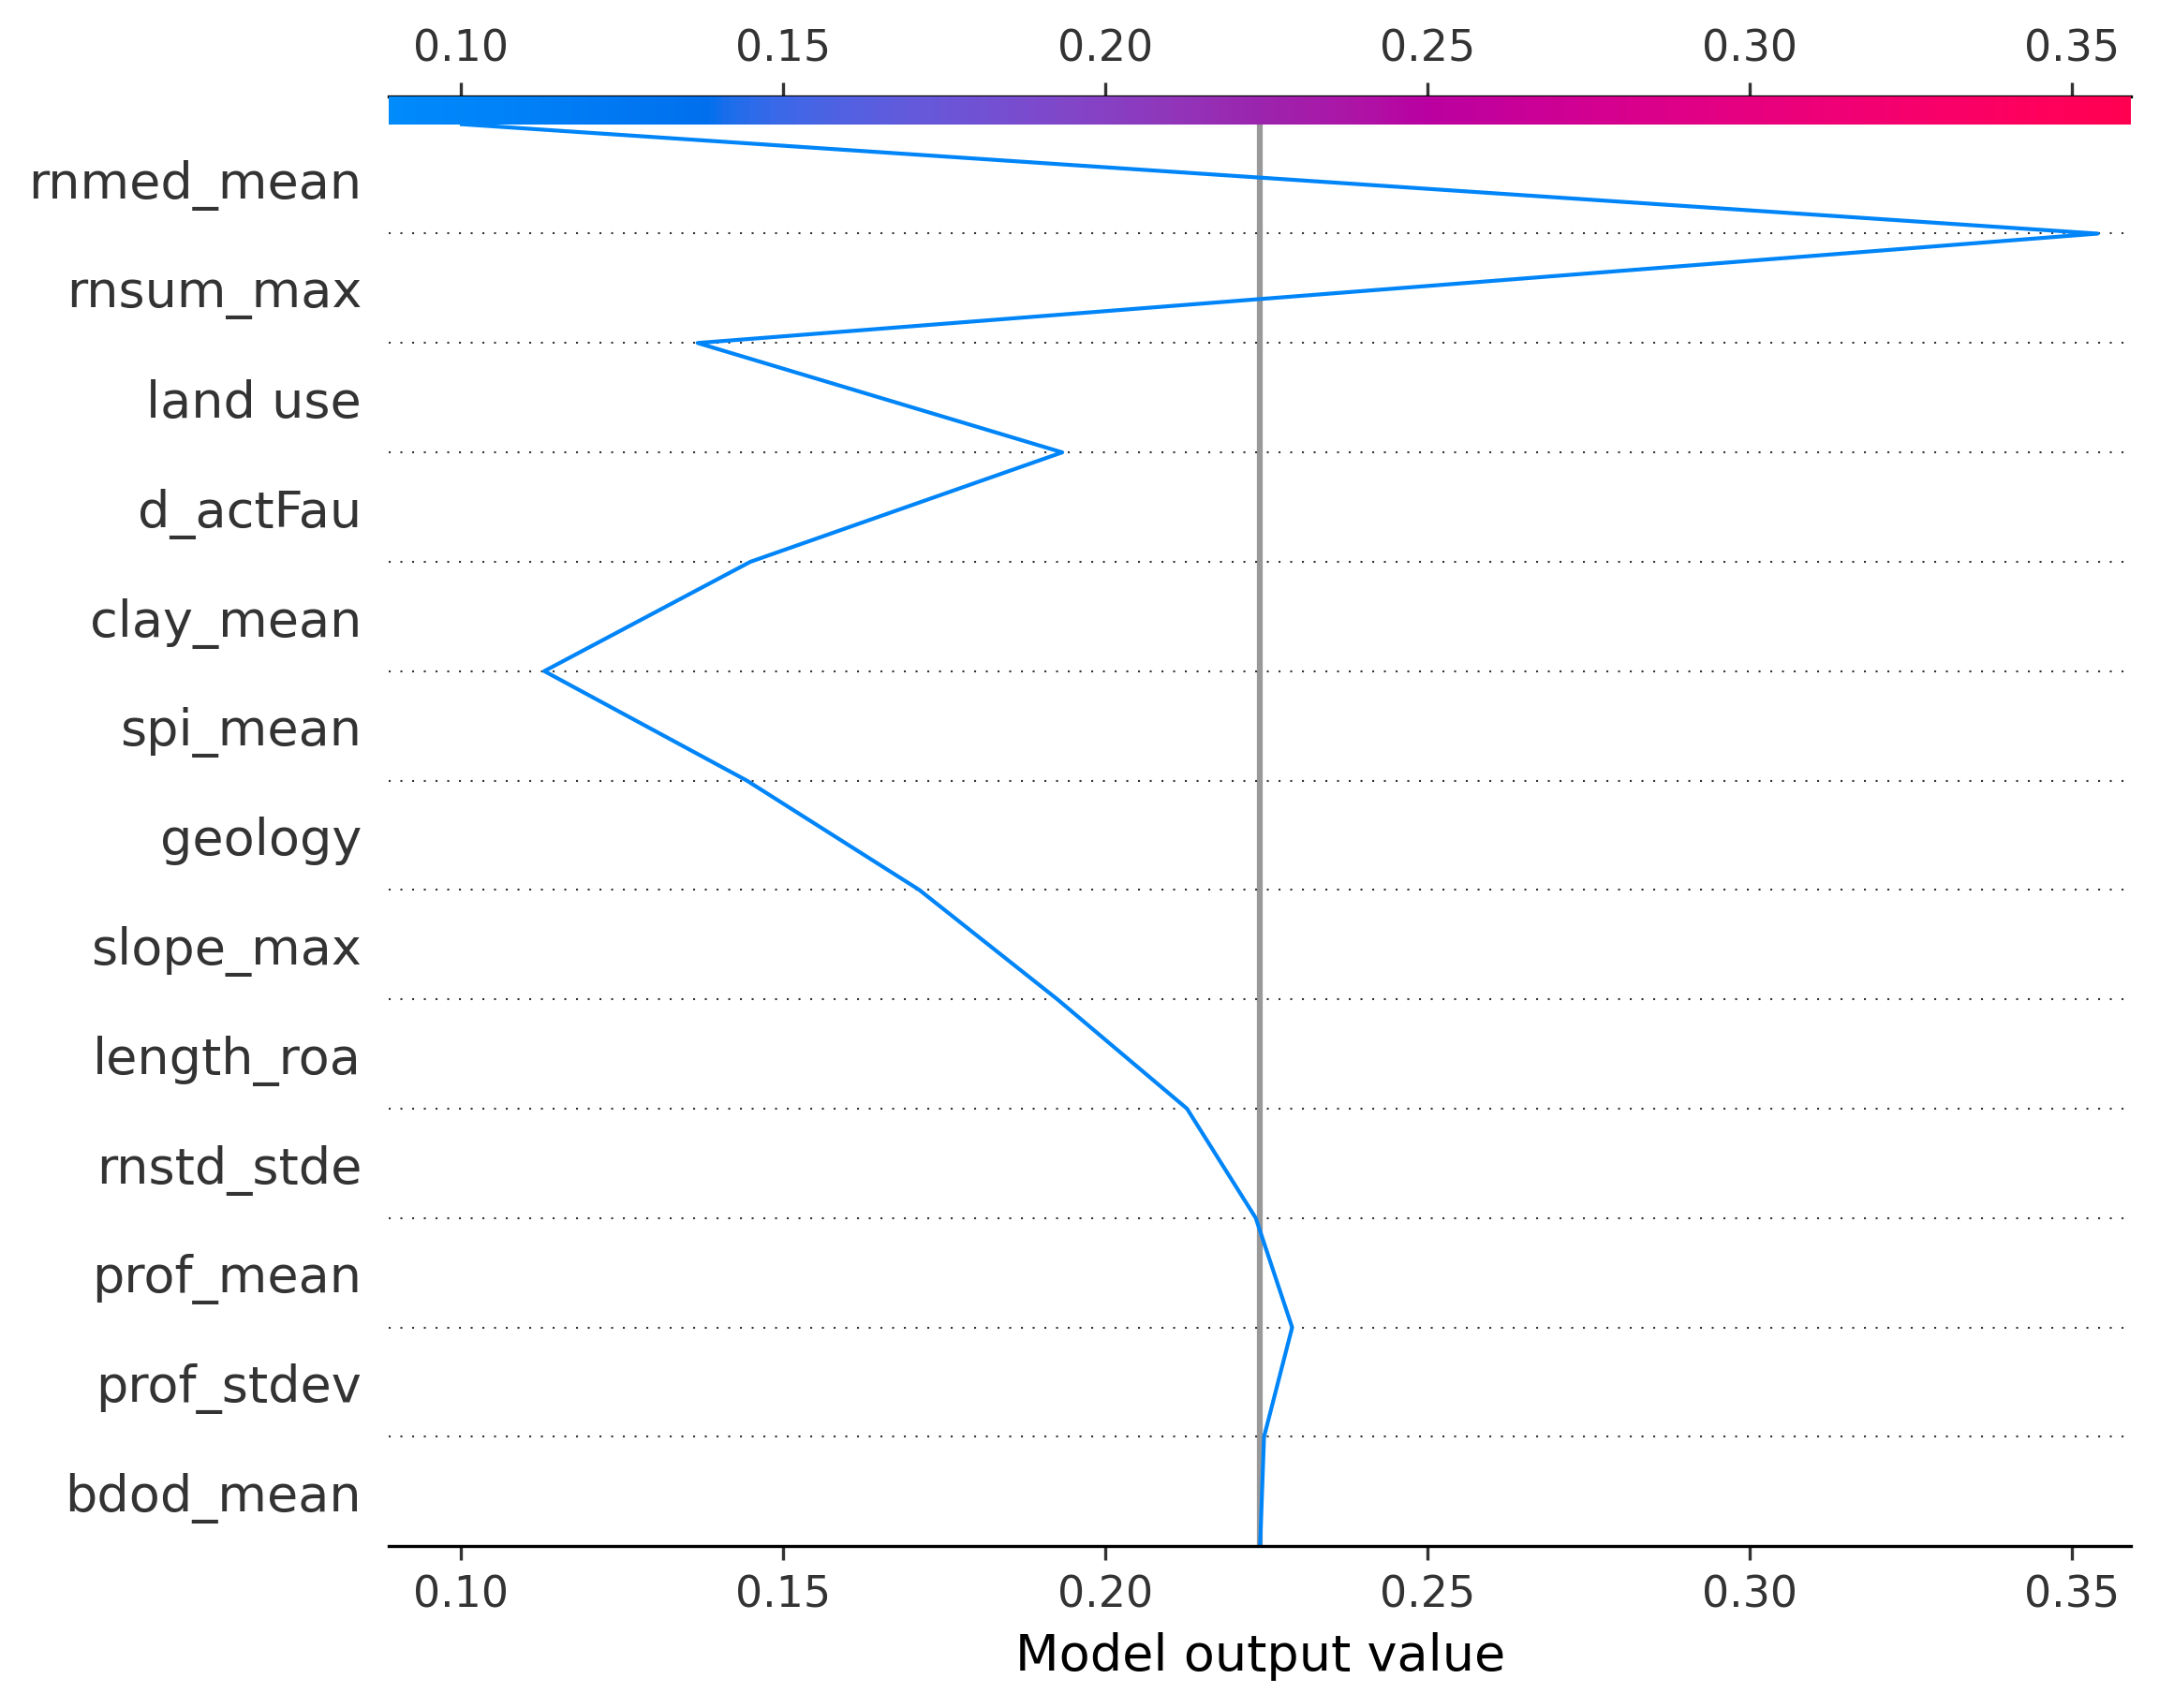 0.10 0.15 0.20 0.25 0.30 0.35
rnmed_mean
rnsum_max
land use
d_actFau
clay_mean
spi_mean
geology
slope_max
length_roa
rnstd_stde
prof_mean
prof_stdev
bdod_mean
0.10 0.15 0.20 0.25 0.30 0.35
Model output value